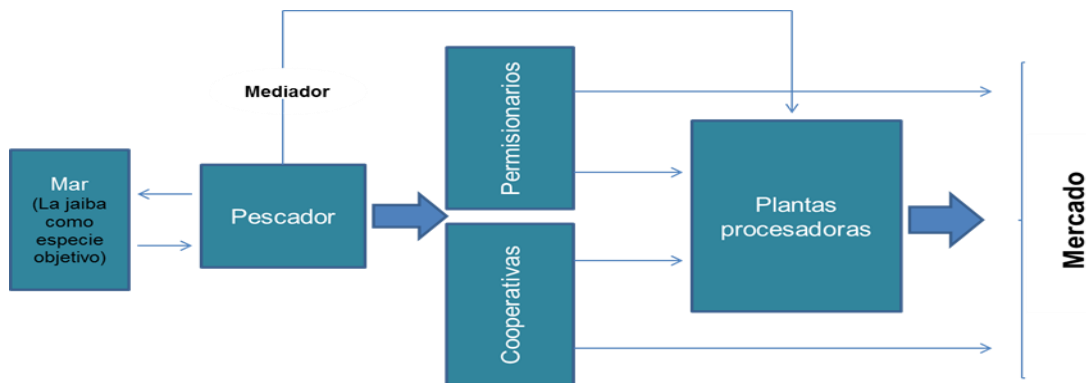 Mediador
Mar
(La jaiba
como
especie
objetivo)
Pescador
Permisionarios
Cooperativas
Plantas
procesadoras
Mercado